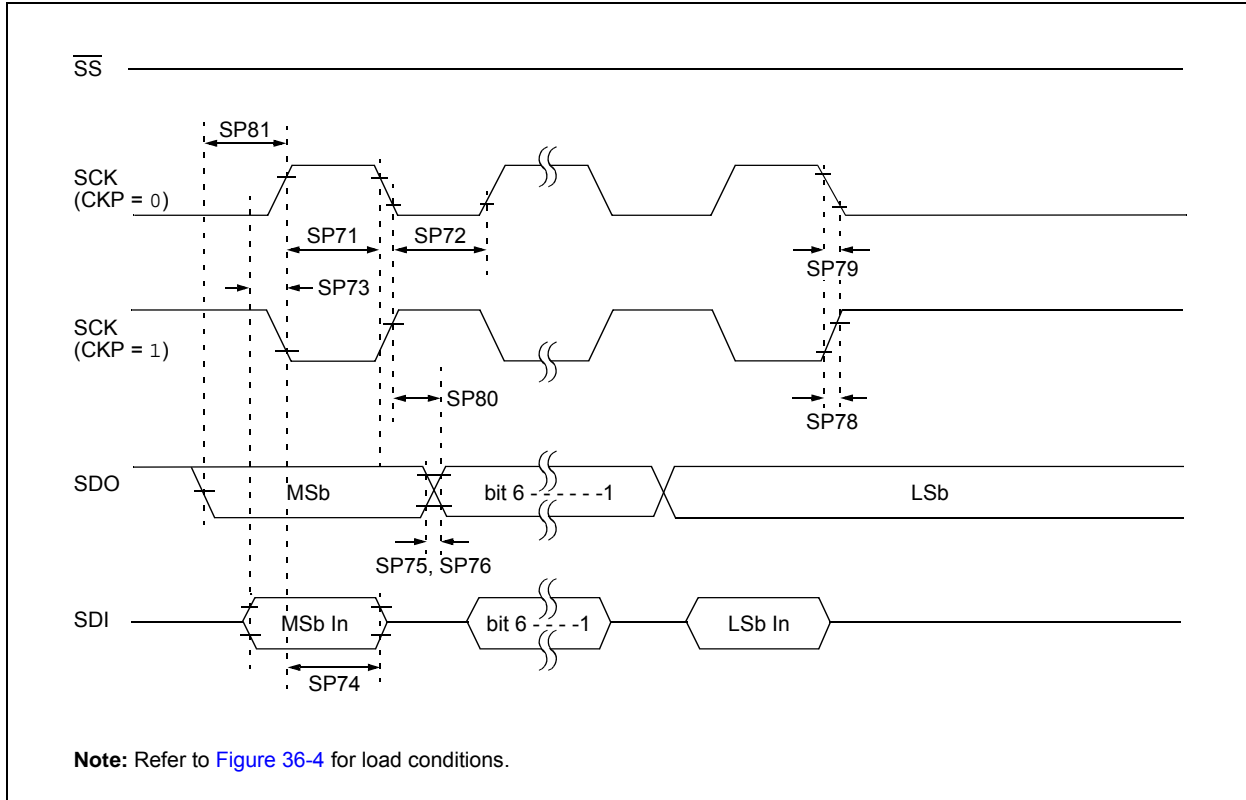 SS
SP81
SCK
(CKP = 0)
SP71
SP72
SP79
SP73
SCK
(CKP = 1)
SP80
SP78
SDO
MSb
bit 6 - - - - - -1
LSb
SP75, SP76
SDI
MSb In
bit 6 - - - -1
LSb In
SP74
Note: Refer to Figure 36-4 for load conditions.